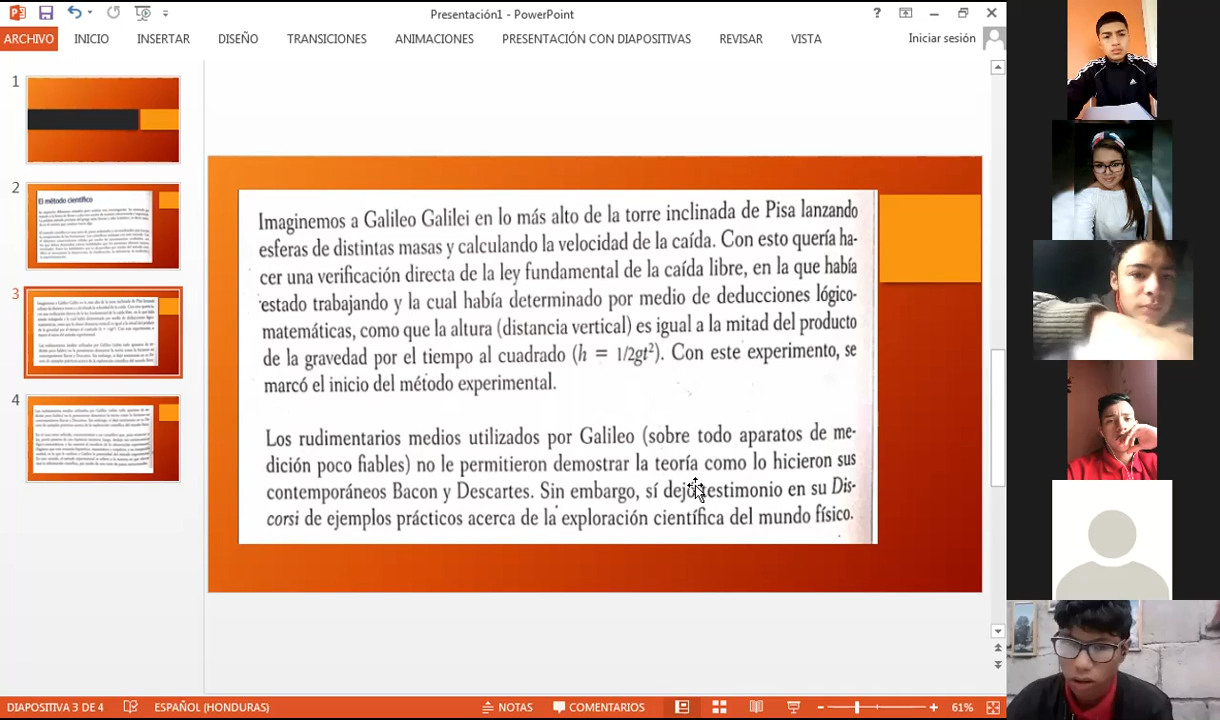 Presentación1 - PowerPoint
?
ARCHIVO INICIO INSERTAR DISEÑO TRANSICIONES ANIMACIONES PRESENTACIÓN CON DIAPOSITIVAS REVISAR VISTA Iniciar sesión
1
2
El método científico
3
4
Imaginemos a Galileo Galilei en lo más alto de la torre inclinada de Pisa lanzando
esferas de distintas masas y calculando la velocidad de la caída. Con esto quería ha-
cer una verificación directa de la ley fundamental de la caída libre, en la que había
estado trabajando y la cual había determinado por medio de deducciones lógico-
matemáticas, como que la altura (distancia vertical) es igual a la mitad del producto
de la gravedad por el tiempo al cuadrado (h = 1/2gt²). Con este experimento, se
marcó el inicio del método experimental.
Los rudimentarios medios utilizados por Galileo (sobre todo aparatos de me-
dición poco fiables) no le permitieron demostrar la teoría como lo hicieron sus
contemporáneos Bacon y Descartes. Sin embargo, sí dejó testimonio en su Dis-
corsi de ejemplos prácticos acerca de la exploración científica del mundo físico.
DIAPOSITIVA 3 DE 4 ESPAÑOL (HONDURAS) NOTAS COMENTARIOS 61%